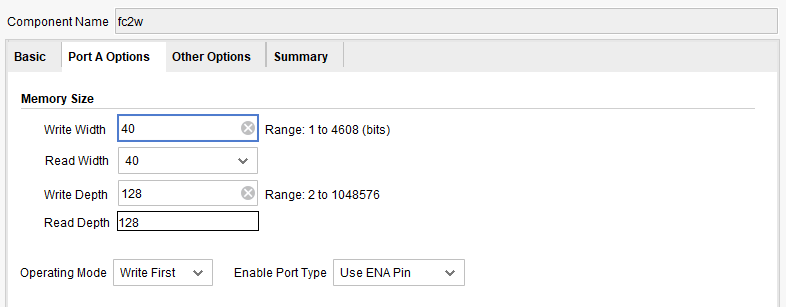 Component Name fc2w
Basic Port A Options Other Options Summary
Memory Size
Write Width 40 Range: 1 to 4608 (bits)
Read Width 40
Write Depth 128 Range: 2 to 1048576
Read Depth 128
Operating Mode Write First Enable Port Type Use ENA Pin